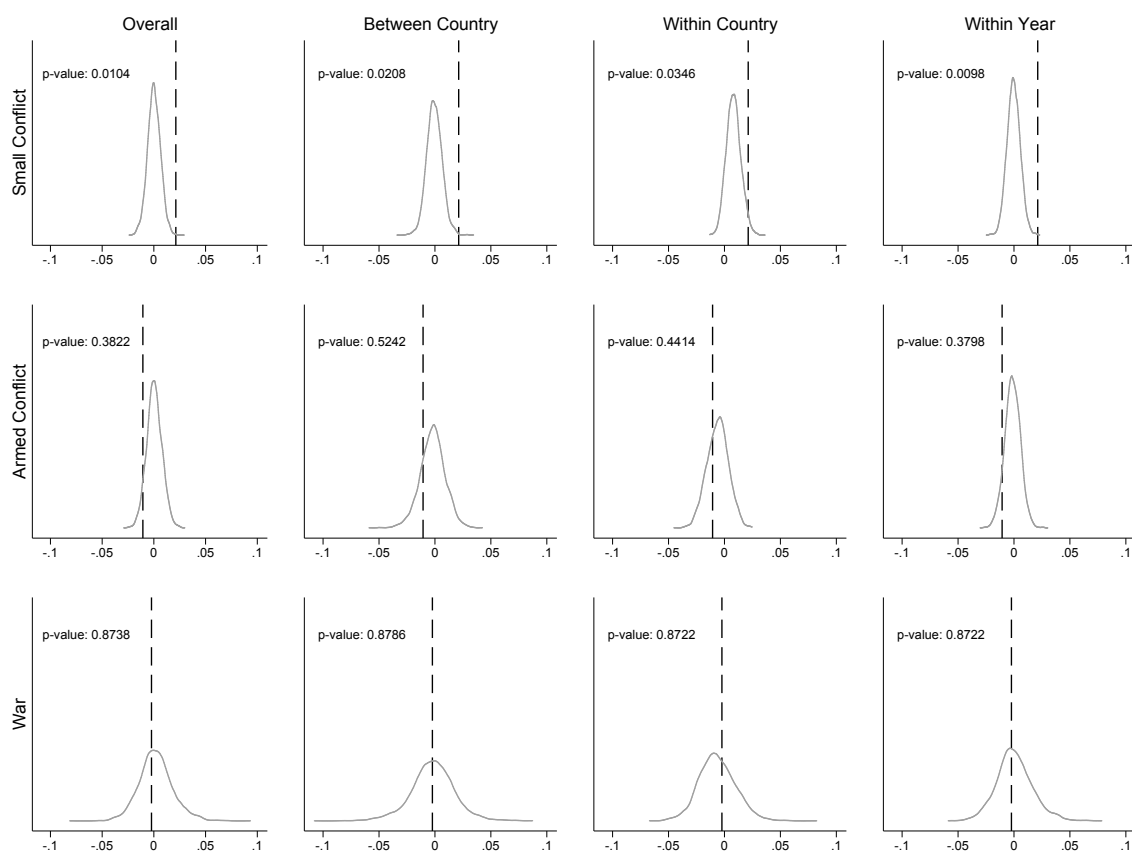 Overall Between Country Within Country Within Year
Small Conflict
p-value: 0.0104 p-value: 0.0208 p-value: 0.0346 p-value: 0.0098
-.1 -.05 0 .05 .1 -.1 -.05 0 .05 .1 -.1 -.05 0 .05 .1 -.1 -.05 0 .05 .1
Armed Conflict
p-value: 0.3822 p-value: 0.5242 p-value: 0.4414 p-value: 0.3798
-.1 -.05 0 .05 .1 -.1 -.05 0 .05 .1 -.1 -.05 0 .05 .1 -.1 -.05 0 .05 .1
War
p-value: 0.8738 p-value: 0.8786 p-value: 0.8722 p-value: 0.8722
-.1 -.05 0 .05 .1 -.1 -.05 0 .05 .1 -.1 -.05 0 .05 .1 -.1 -.05 0 .05 .1